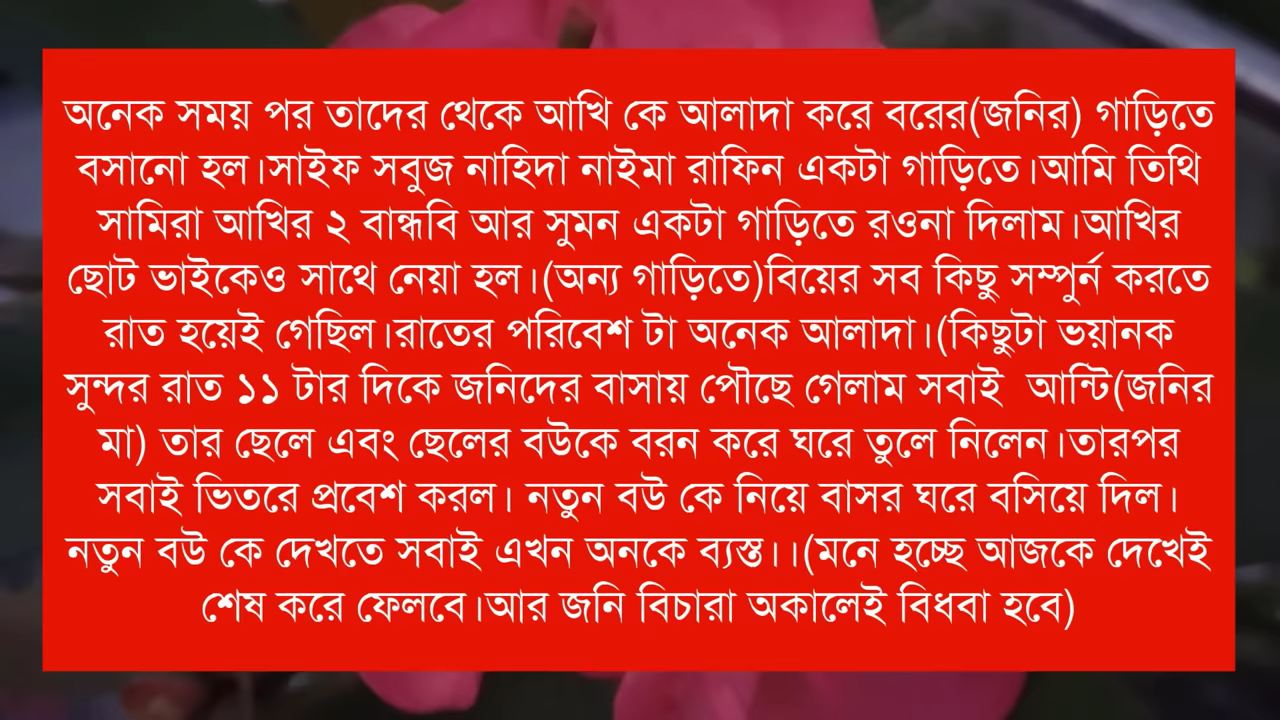 অনেক সময় পর তাদের থেকে আখি কে আলাদা করে বরের(জনির) গাড়িতে
বসানো হল।সাইফ সবুজ নাহিদা নাইমা রাফিন একটা গাড়িতে।আমি তিথি
সামিরা আখির ২ বান্ধবি আর সুমন একটা গাড়িতে রওনা দিলাম।আখির
ছোট ভাইকেও সাথে নেয়া হল।(অন্য গাড়িতে)বিয়ের সব কিছু সম্পুর্ন করতে
রাত হয়েই গেছিল।রাতের পরিবেশ টা অনেক আলাদা।(কিছুটা ভয়ানক
সুন্দর রাত ১১ টার দিকে জনিদের বাসায় পৌছে গেলাম সবাই  আন্টি(জনির
মা) তার ছেলে এবং ছেলের বউকে বরন করে ঘরে তুলে নিলেন।তারপর
সবাই ভিতরে প্রবেশ করল। নতুন বউ কে নিয়ে বাসর ঘরে বসিয়ে দিল।
নতুন বউ কে দেখতে সবাই এখন অনকে ব্যস্ত।।(মনে হচ্ছে আজকে দেখেই
শেষ করে ফেলবে।আর জনি বিচারা অকালেই বিধবা হবে)